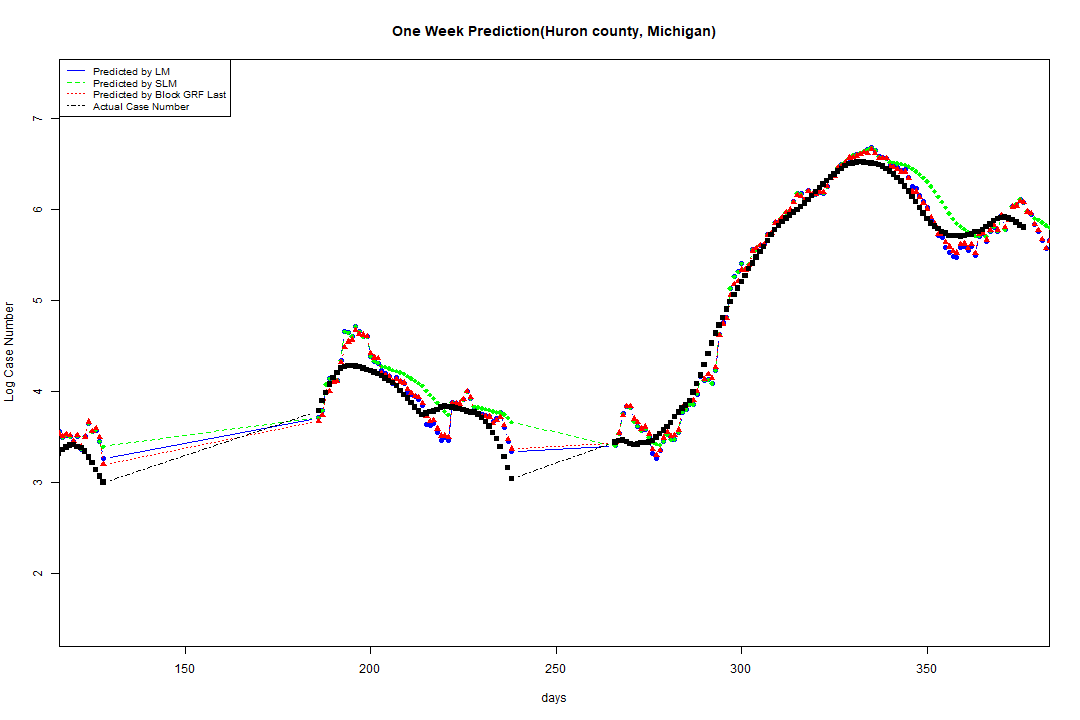 One Week Prediction(Huron county, Michigan)
Predicted by LM
Predicted by SLM
Predicted by Block GRF Last
Actual Case Number
7
6
5
4
3
2
Log Case Number
150 200 250 300 350
days